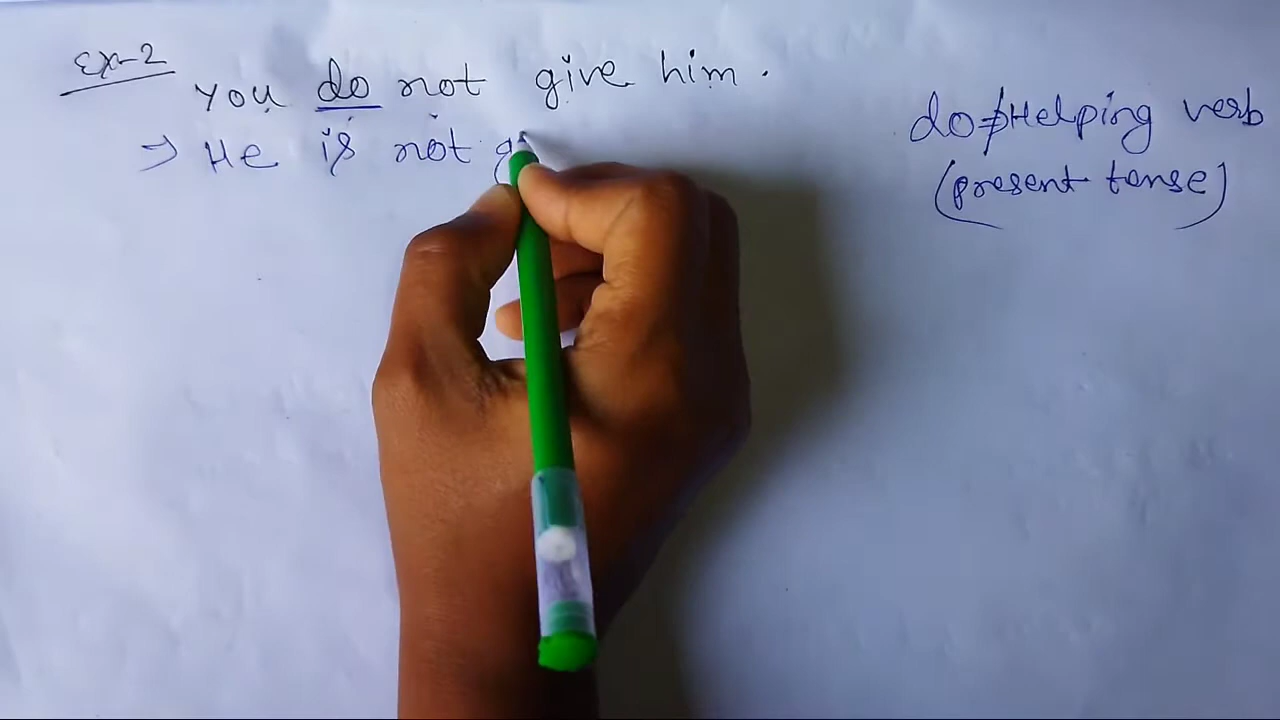 Ex-2
You do not give him.
→ He is not g
do ⇒ Helping verb
(present tense)